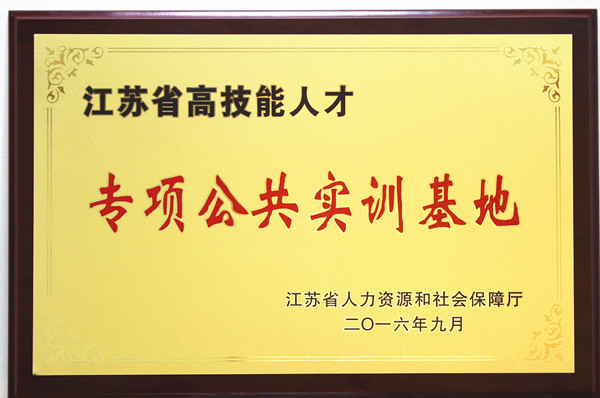 江苏省高技能人才
专项公共实训基地
江苏省人力资源和社会保障厅
二〇一六年九月